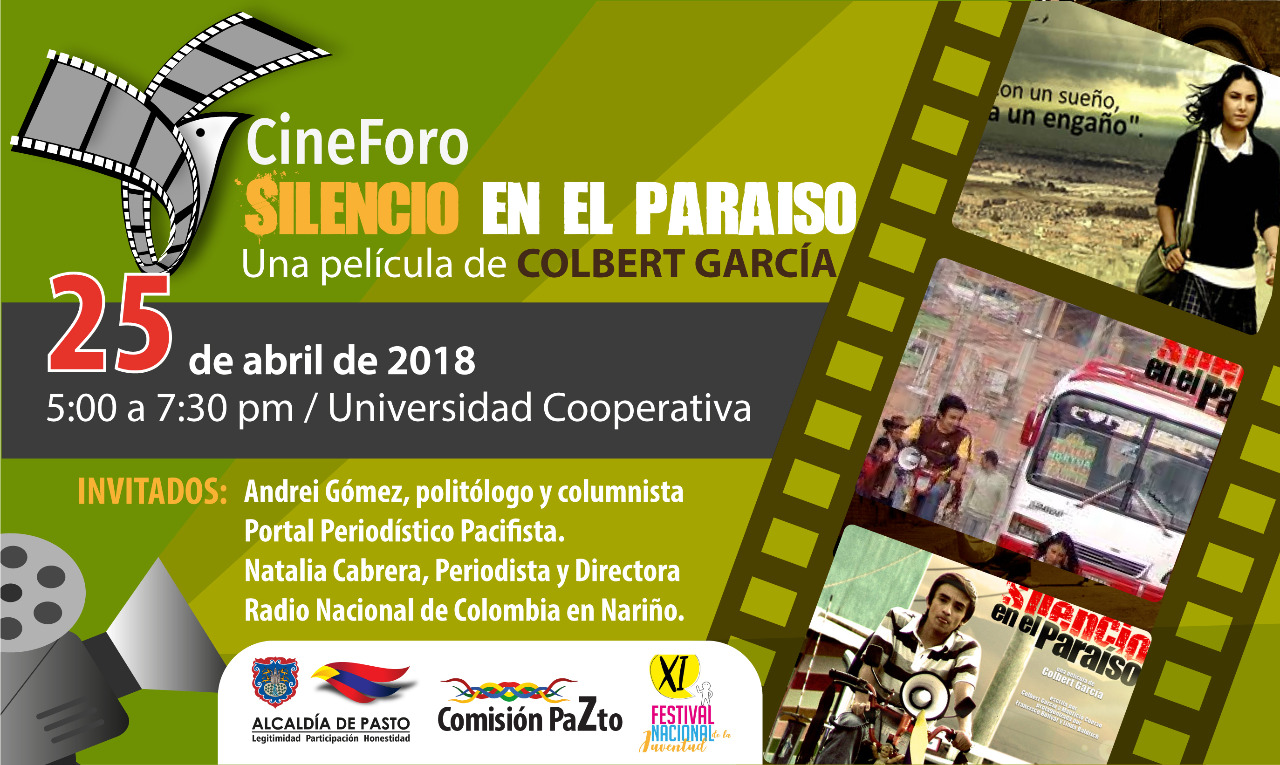 CineForo
SILENCIO EN EL PARAISO
Una película de COLBERT GARCÍA
25 de abril de 2018
5:00 a 7:30 pm / Universidad Cooperativa
INVITADOS: Andrei Gómez, politólogo y columnista
Portal Periodístico Pacifista.
Natalia Cabrera, Periodista y Directora
Radio Nacional de Colombia en Nariño.
ALCALDÍA DE PASTO
Legitimidad Participación Honestidad
Comisión PaZto
XI
FESTIVAL
NACIONAL de la
Juventud
on un sueño,
a un engaño".
en el pa
Silencio
en el paraíso
una película de
Colbert García